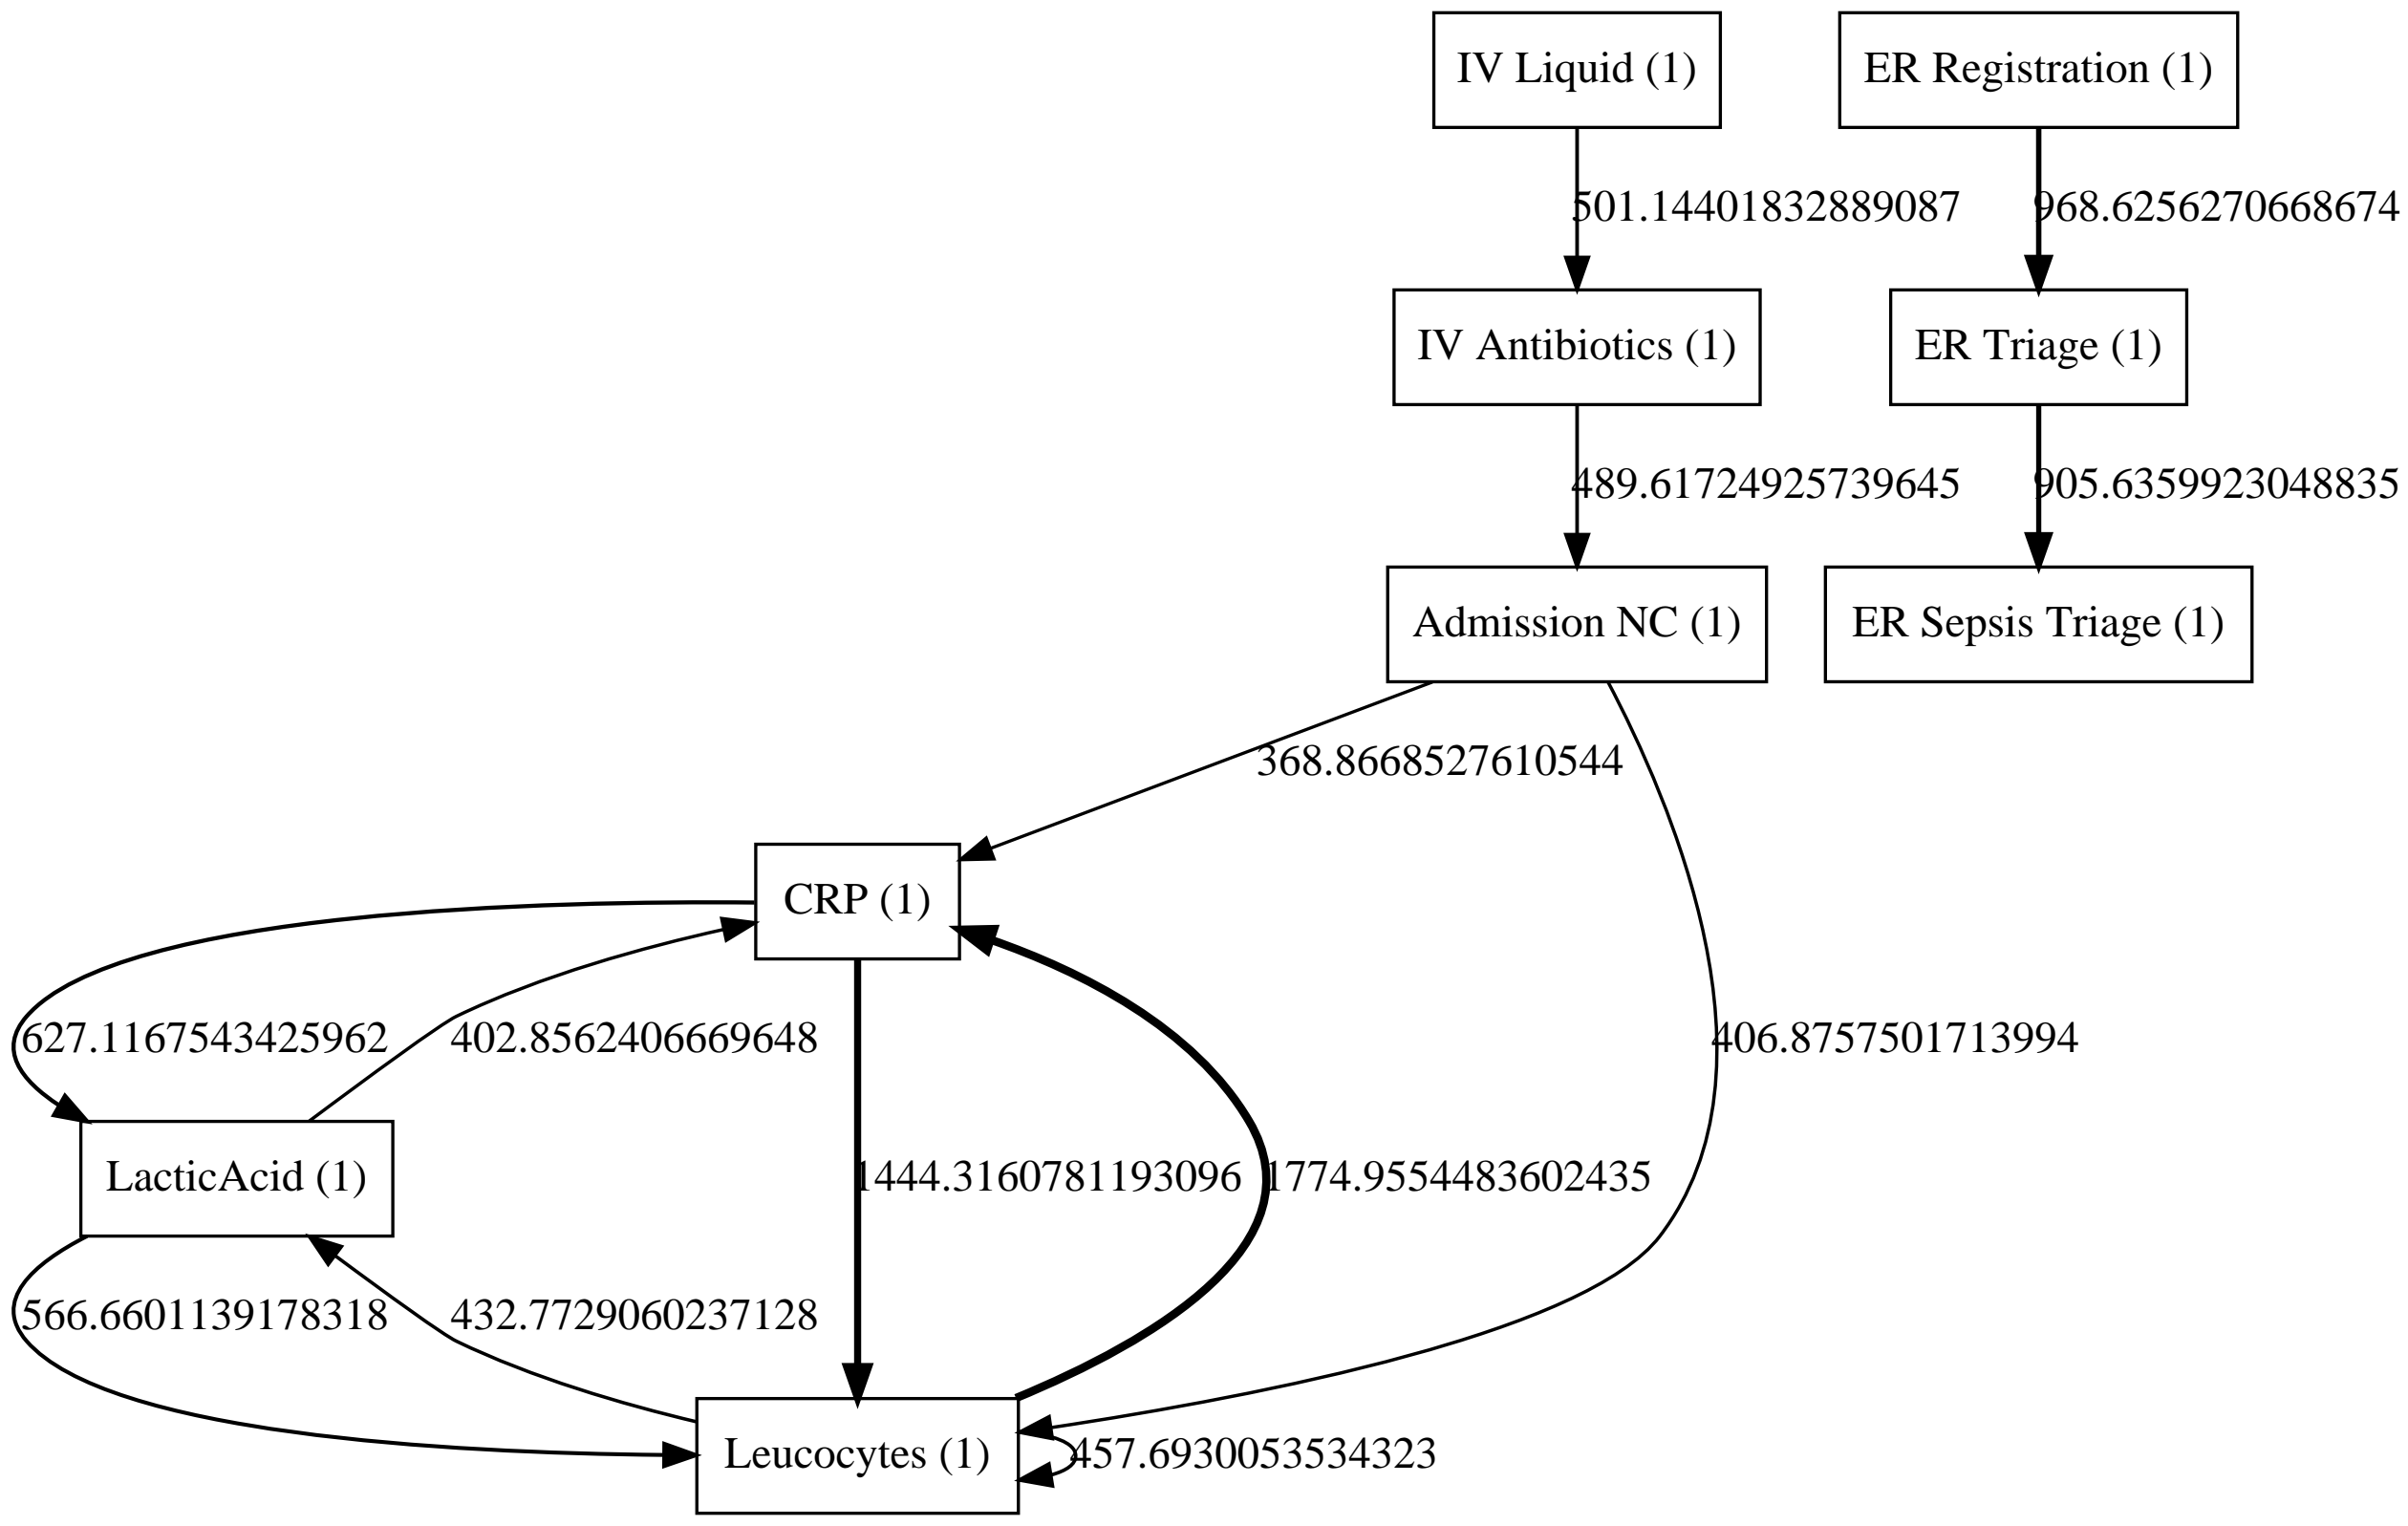 IV Liquid (1)
ER Registration (1)
501.14401832889087
968.6256270668674
IV Antibiotics (1)
ER Triage (1)
489.61724925739645
905.6359923048835
Admission NC (1)
ER Sepsis Triage (1)
368.8668527610544
CRP (1)
627.1167543425962
402.8562406669648
406.8757501713994
LacticAcid (1)
1444.3160781193096
1774.9554483602435
566.6601139178318
432.7729060237128
Leucocytes (1)
457.6930053534323